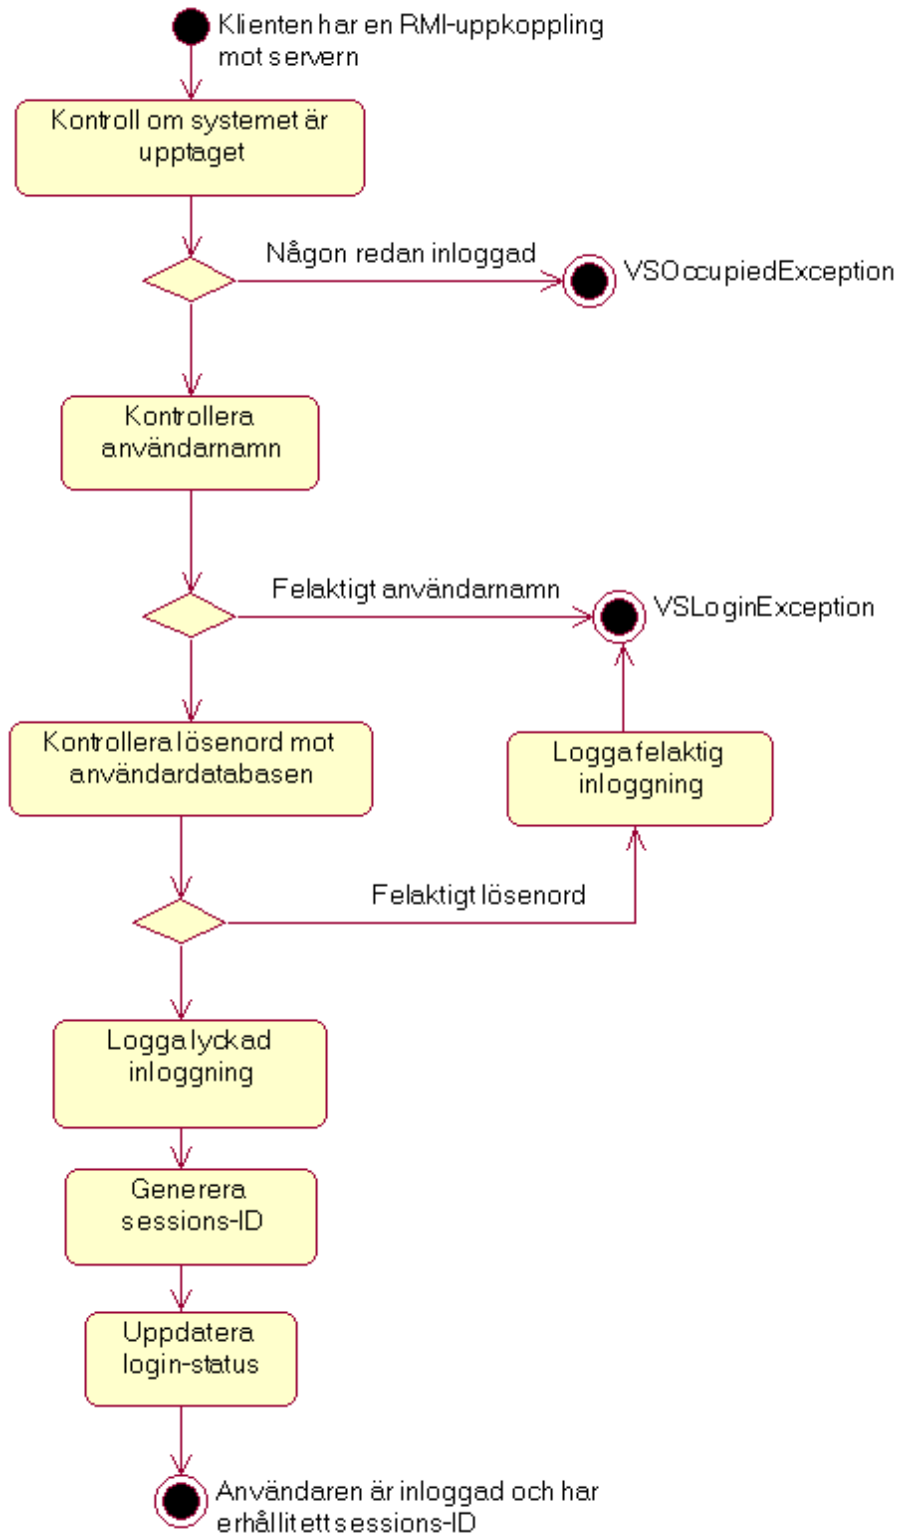 Klienten har en RMI-uppkoppling
mot servern
Kontroll om systemet är
upptaget
Någon redan inloggad
VSOccupiedException
Kontrollera
användarnamn
Felaktigt användarnamn
VSLoginException
Kontrollera lösenord mot
användardatabasen
Logga felaktig
inloggning
Felaktigt lösenord
Logga lyckad
inloggning
Generera
sessions-ID
Uppdatera
login-status
Användaren är inloggad och har
erhållit ett sessions-ID